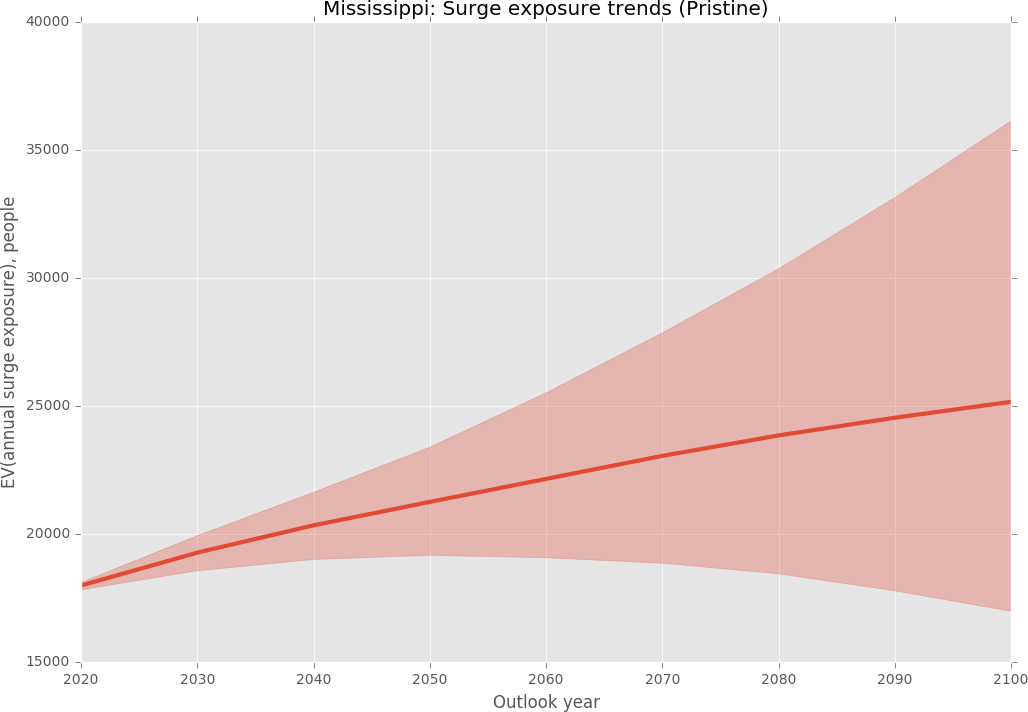 Mississippi: Surge exposure trends (Pristine)
40000
35000
30000
25000
20000
15000
EV(annual surge exposure), people
2020 2030 2040 2050 2060 2070 2080 2090 2100
Outlook year